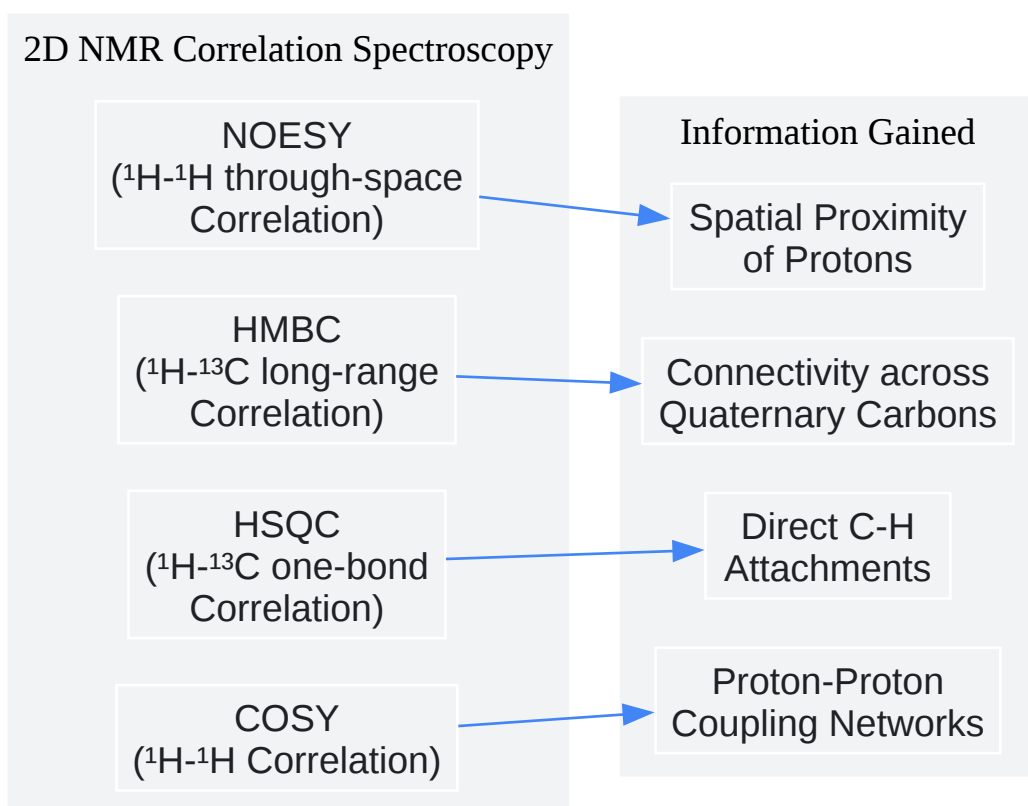 2D NMR Correlation Spectroscopy
NOESY
(¹H-¹H through-space
Correlation)
HMBC
(¹H-¹³C long-range
Correlation)
HSQC
(¹H-¹³C one-bond
Correlation)
COSY
(¹H-¹H Correlation)
Information Gained
Spatial Proximity
of Protons
Connectivity across
Quaternary Carbons
Direct C-H
Attachments
Proton-Proton
Coupling Networks